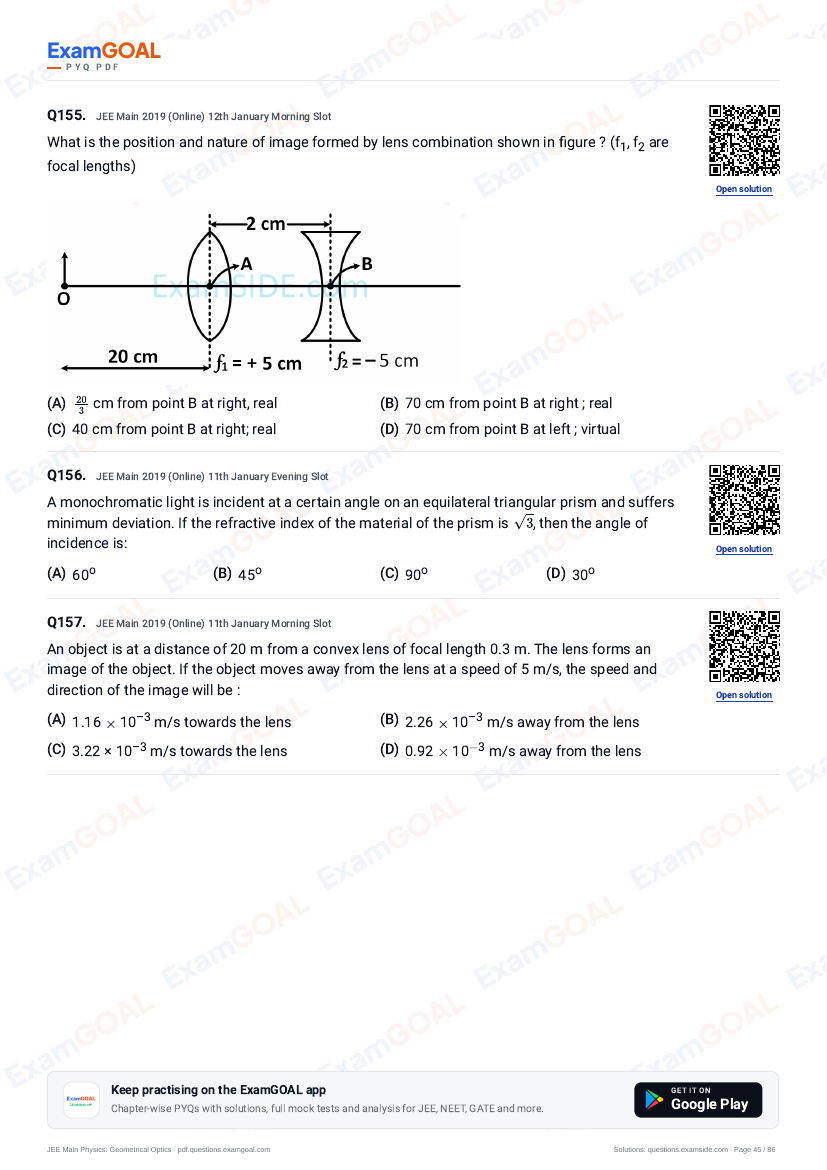 ExamGOAL
PYQ PDF
Q155. JEE Main 2019 (Online) 12th January Morning Slot
What is the position and nature of image formed by lens combination shown in figure ? (f₁, f₂ are
focal lengths)
Open solution
2 cm
A
B
ExamSIDE.com
O
20 cm
f₁ = + 5 cm
f₂ = – 5 cm
(A) 20/3 cm from point B at right, real
(B) 70 cm from point B at right ; real
(C) 40 cm from point B at right; real
(D) 70 cm from point B at left ; virtual
Q156. JEE Main 2019 (Online) 11th January Evening Slot
A monochromatic light is incident at a certain angle on an equilateral triangular prism and suffers
minimum deviation. If the refractive index of the material of the prism is √3, then the angle of
incidence is:
Open solution
(A) 60° (B) 45° (C) 90° (D) 30°
Q157. JEE Main 2019 (Online) 11th January Morning Slot
An object is at a distance of 20 m from a convex lens of focal length 0.3 m. The lens forms an
image of the object. If the object moves away from the lens at a speed of 5 m/s, the speed and
direction of the image will be :
Open solution
(A) 1.16 × 10⁻³ m/s towards the lens
(B) 2.26 × 10⁻³ m/s away from the lens
(C) 3.22 × 10⁻³ m/s towards the lens
(D) 0.92 × 10⁻³ m/s away from the lens
ExamGOAL
Keep practising on the ExamGOAL app
Chapter-wise PYQs with solutions, full mock tests and analysis for JEE, NEET, GATE and more.
GET IT ON
Google Play
JEE Main Physics: Geometrical Optics · pdf.questions.examgoal.com
Solutions: questions.examside.com · Page 45 / 86